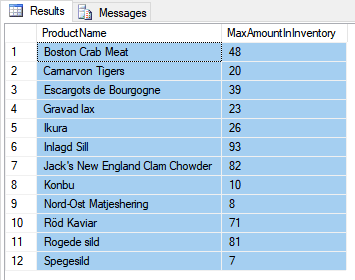 Results Messages
ProductName MaxAmountInInventory
1 Boston Crab Meat 48
2 Carnarvon Tigers 20
3 Escargots de Bourgogne 39
4 Gravad lax 23
5 Ikura 26
6 Inlagd Sill 93
7 Jack's New England Clam Chowder 82
8 Konbu 10
9 Nord-Ost Matjeshering 8
10 Röd Kaviar 71
11 Rogede sild 81
12 Spegesild 7